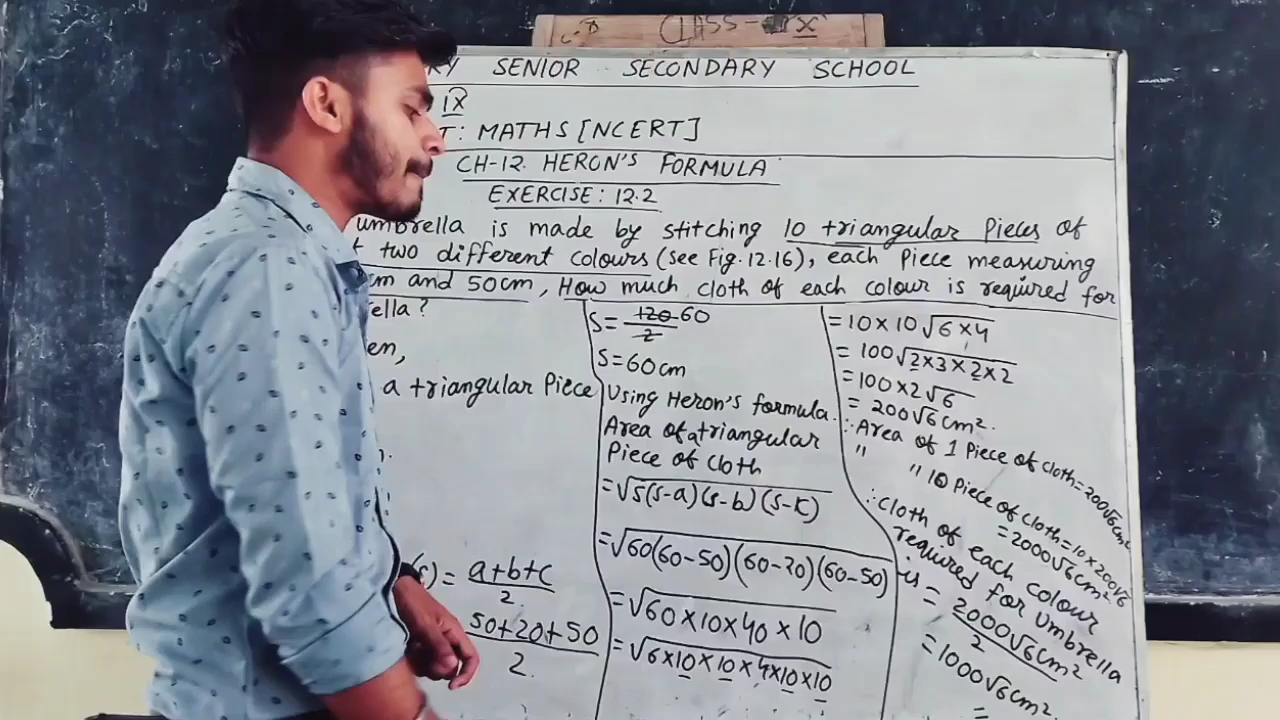 CLASS- IX
RY SENIOR SECONDARY SCHOOL
IX
T: MATHS [NCERT]
CH-12. HERON'S FORMULA
EXERCISE: 12.2
umbrella is made by stitching 10 triangular Pieces of
two different colours (see Fig. 12.16), each Piece measuring
cm and 50cm, How much cloth of each colour is required for
ella?
en,
a triangular Piece
(s) = a+b+c
2
50+20+50
2
S = 120 60
2
S = 60cm
Using Heron's formula.
Area of a triangular
Piece of cloth
= √s(s-a)(s-b)(s-c)
= √60(60-50)(60-20)(60-50)
= √60×10×40×10
= √6×10×10×4×10×10
= 10×10√6×4
= 100√2×3×2×2
= 100×2√6
= 200√6cm².
∴ Area of 1 Piece of cloth = 200√6cm²
" " 10 Piece of cloth = 10×200√6
= 2000√6cm²
∴ cloth of each colour
required for umbrella
is = 2000√6cm²
2
= 1000√6cm².
=